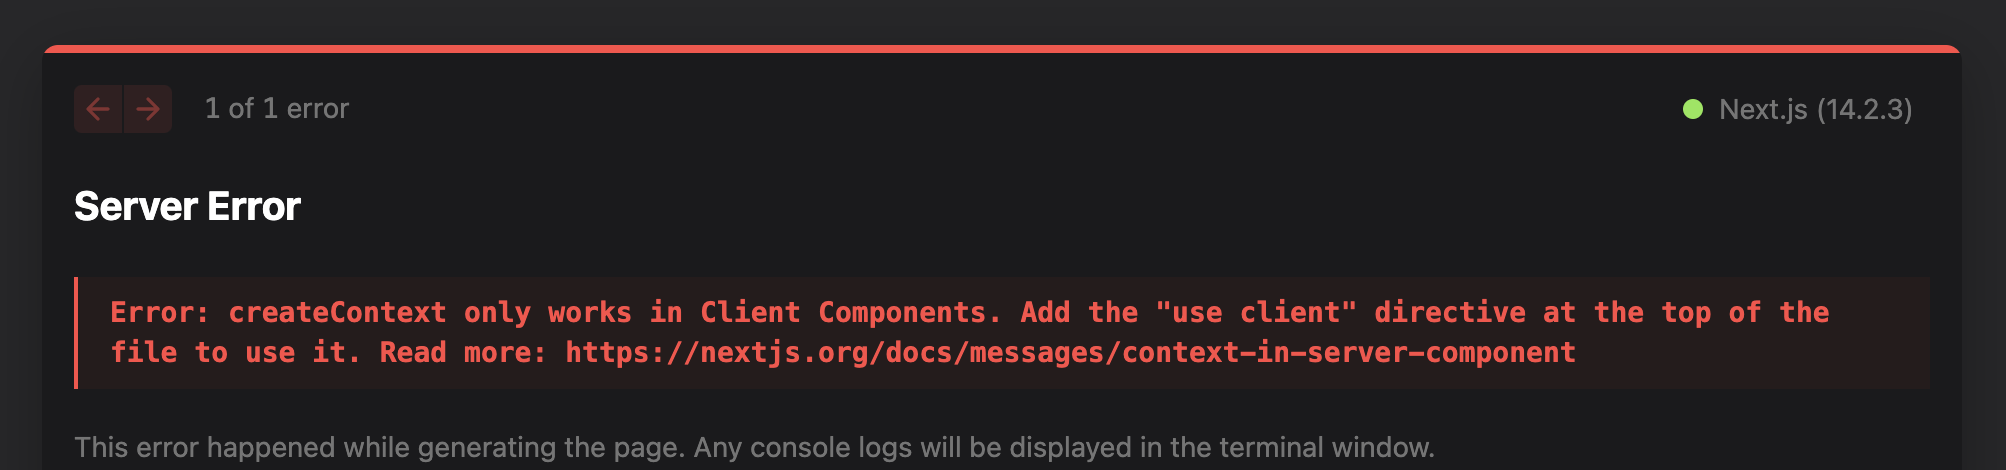 1 of 1 error
Next.js (14.2.3)
Server Error
Error: createContext only works in Client Components. Add the "use client" directive at the top of the
file to use it. Read more: https://nextjs.org/docs/messages/context-in-server-component
This error happened while generating the page. Any console logs will be displayed in the terminal window.